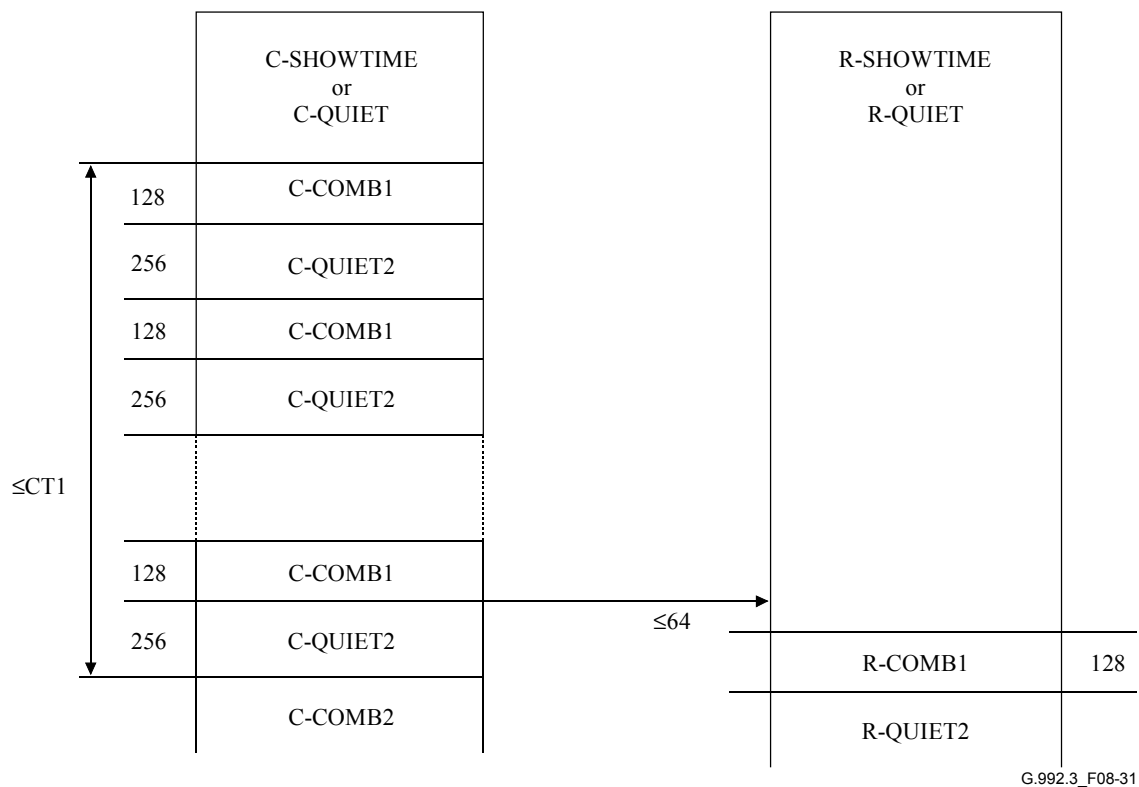 C-SHOWTIME
or
C-QUIET
R-SHOWTIME
or
R-QUIET
128
C-COMB1
256
C-QUIET2
128
C-COMB1
256
C-QUIET2
≤CT1
128
C-COMB1
≤64
256
C-QUIET2
R-COMB1
128
C-COMB2
R-QUIET2
G.992.3_F08-31